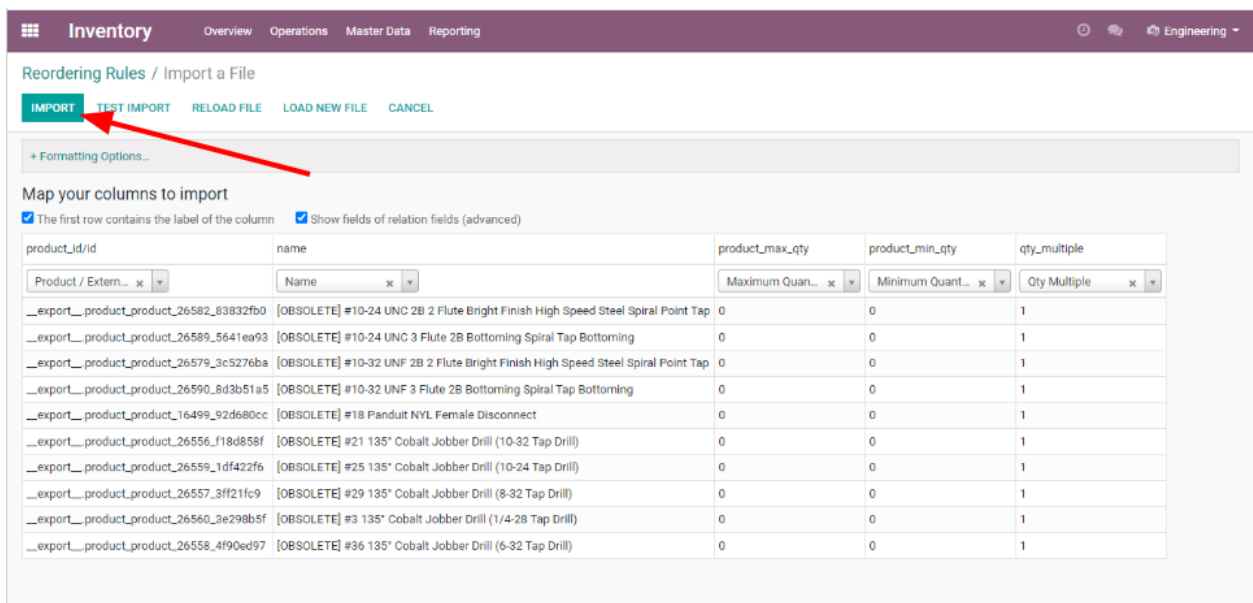 Inventory Overview Operations Master Data Reporting Engineering
Reordering Rules / Import a File
IMPORT TEST IMPORT RELOAD FILE LOAD NEW FILE CANCEL
+ Formatting Options...
Map your columns to import
The first row contains the label of the column Show fields of relation fields (advanced)
product_id/id name product_max_qty product_min_qty qty_multiple
Product / Extern... Name Maximum Quan... Minimum Quant... Qty Multiple
__export__.product_product_26582_83832fb0 [OBSOLETE] #10-24 UNC 2B 2 Flute Bright Finish High Speed Steel Spiral Point Tap 0 0 1
__export__.product_product_26589_5641ea93 [OBSOLETE] #10-24 UNC 3 Flute 2B Bottoming Spiral Tap Bottoming 0 0 1
__export__.product_product_26579_3c5276ba [OBSOLETE] #10-32 UNF 2B 2 Flute Bright Finish High Speed Steel Spiral Point Tap 0 0 1
__export__.product_product_26590_8d3b51a5 [OBSOLETE] #10-32 UNF 3 Flute 2B Bottoming Spiral Tap Bottoming 0 0 1
__export__.product_product_16499_92d680cc [OBSOLETE] #18 Panduit NYL Female Disconnect 0 0 1
__export__.product_product_26556_f18d858f [OBSOLETE] #21 135° Cobalt Jobber Drill (10-32 Tap Drill) 0 0 1
__export__.product_product_26559_1df422f6 [OBSOLETE] #25 135° Cobalt Jobber Drill (10-24 Tap Drill) 0 0 1
__export__.product_product_26557_3ff21fc9 [OBSOLETE] #29 135° Cobalt Jobber Drill (8-32 Tap Drill) 0 0 1
__export__.product_product_26560_3e298b5f [OBSOLETE] #3 135° Cobalt Jobber Drill (1/4-28 Tap Drill) 0 0 1
__export__.product_product_26558_4f90ed97 [OBSOLETE] #36 135° Cobalt Jobber Drill (6-32 Tap Drill) 0 0 1